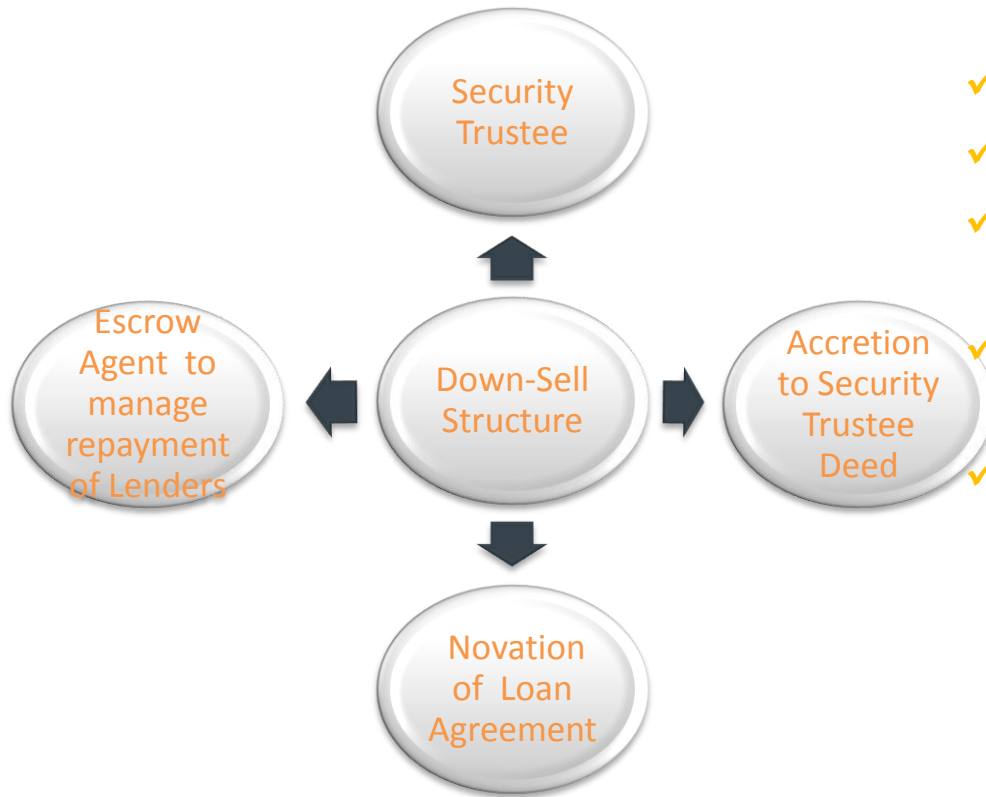 Security
Trustee
Escrow
Agent to
manage
repayment
of Lenders
Down-Sell
Structure
Accretion
to Security
Trustee
Deed
Novation
of Loan
Agreement